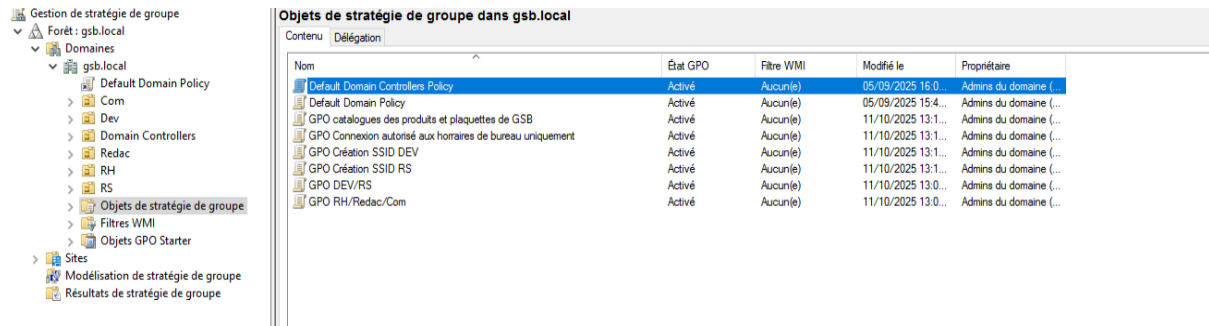 Gestion de stratégie de groupe
Forêt : gsb.local
Domaines
gsb.local
Default Domain Policy
Com
Dev
Domain Controllers
Redac
RH
RS
Objets de stratégie de groupe
Filtres WMI
Objets GPO Starter
Sites
Modélisation de stratégie de groupe
Résultats de stratégie de groupe
Objets de stratégie de groupe dans gsb.local
Contenu Délégation
Nom État GPO Filtre WMI Modifié le Propriétaire
Default Domain Controllers Policy Activé Aucun(e) 05/09/2025 16:0... Admins du domaine (...
Default Domain Policy Activé Aucun(e) 05/09/2025 15:4... Admins du domaine (...
GPO catalogues des produits et plaquettes de GSB Activé Aucun(e) 11/10/2025 13:1... Admins du domaine (...
GPO Connexion autorisé aux horraires de bureau uniquement Activé Aucun(e) 11/10/2025 13:1... Admins du domaine (...
GPO Création SSID DEV Activé Aucun(e) 11/10/2025 13:1... Admins du domaine (...
GPO Création SSID RS Activé Aucun(e) 11/10/2025 13:1... Admins du domaine (...
GPO DEV/RS Activé Aucun(e) 11/10/2025 13:0... Admins du domaine (...
GPO RH/Redac/Com Activé Aucun(e) 11/10/2025 13:0... Admins du domaine (...